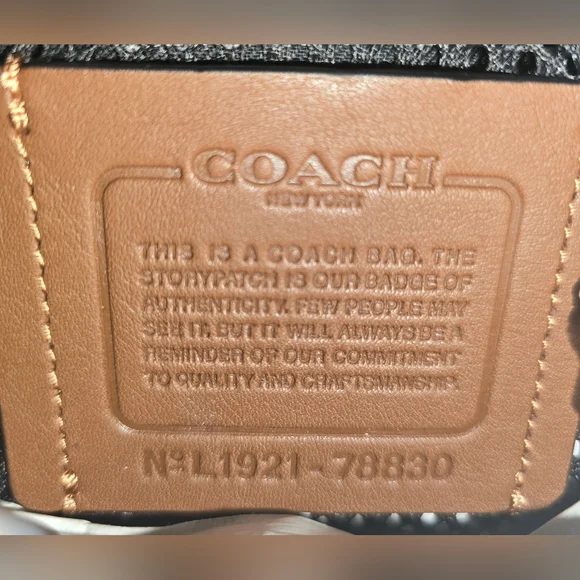 COACH
NEW YORK
THIS IS A COACH BAG. THE
STORYPATCH IS OUR BADGE OF
AUTHENTICITY. FEW PEOPLE MAY
SEE IT, BUT IT WILL ALWAYS BE A
REMINDER OF OUR COMMITMENT
TO QUALITY AND CRAFTSMANSHIP.
Nº L1921-78830